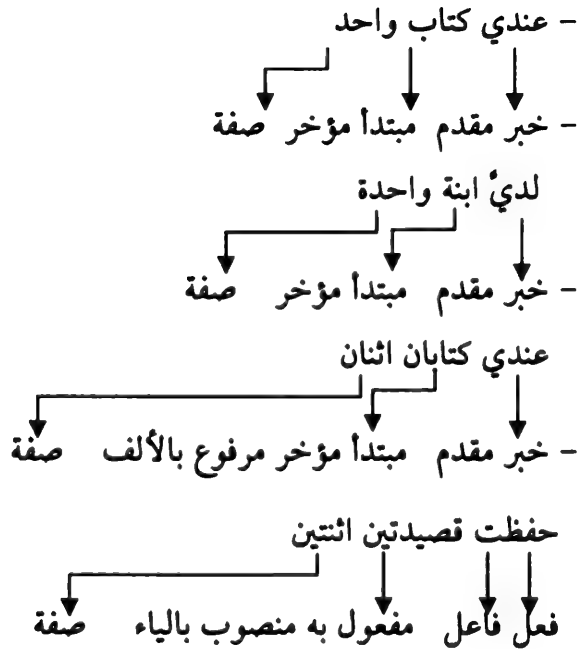 - عندي كتاب واحد
- خبر مقدم مبتدأ مؤخر صفة
لديَّ ابنة واحدة
- خبر مقدم مبتدأ مؤخر صفة
عندي كتابان اثنان
- خبر مقدم مبتدأ مؤخر مرفوع بالألف صفة
حفظت قصيدتين اثنتين
فعل فاعل مفعول به منصوب بالياء صفة